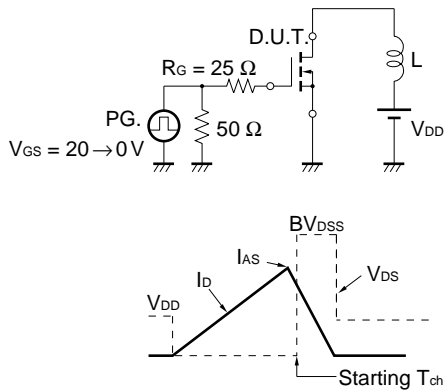 D.U.T.
RG = 25 Ω
L
PG.
50 Ω
VDD
VGS = 20 → 0 V
BVDSS
IAS
ID
VDS
VDD
Starting Tch